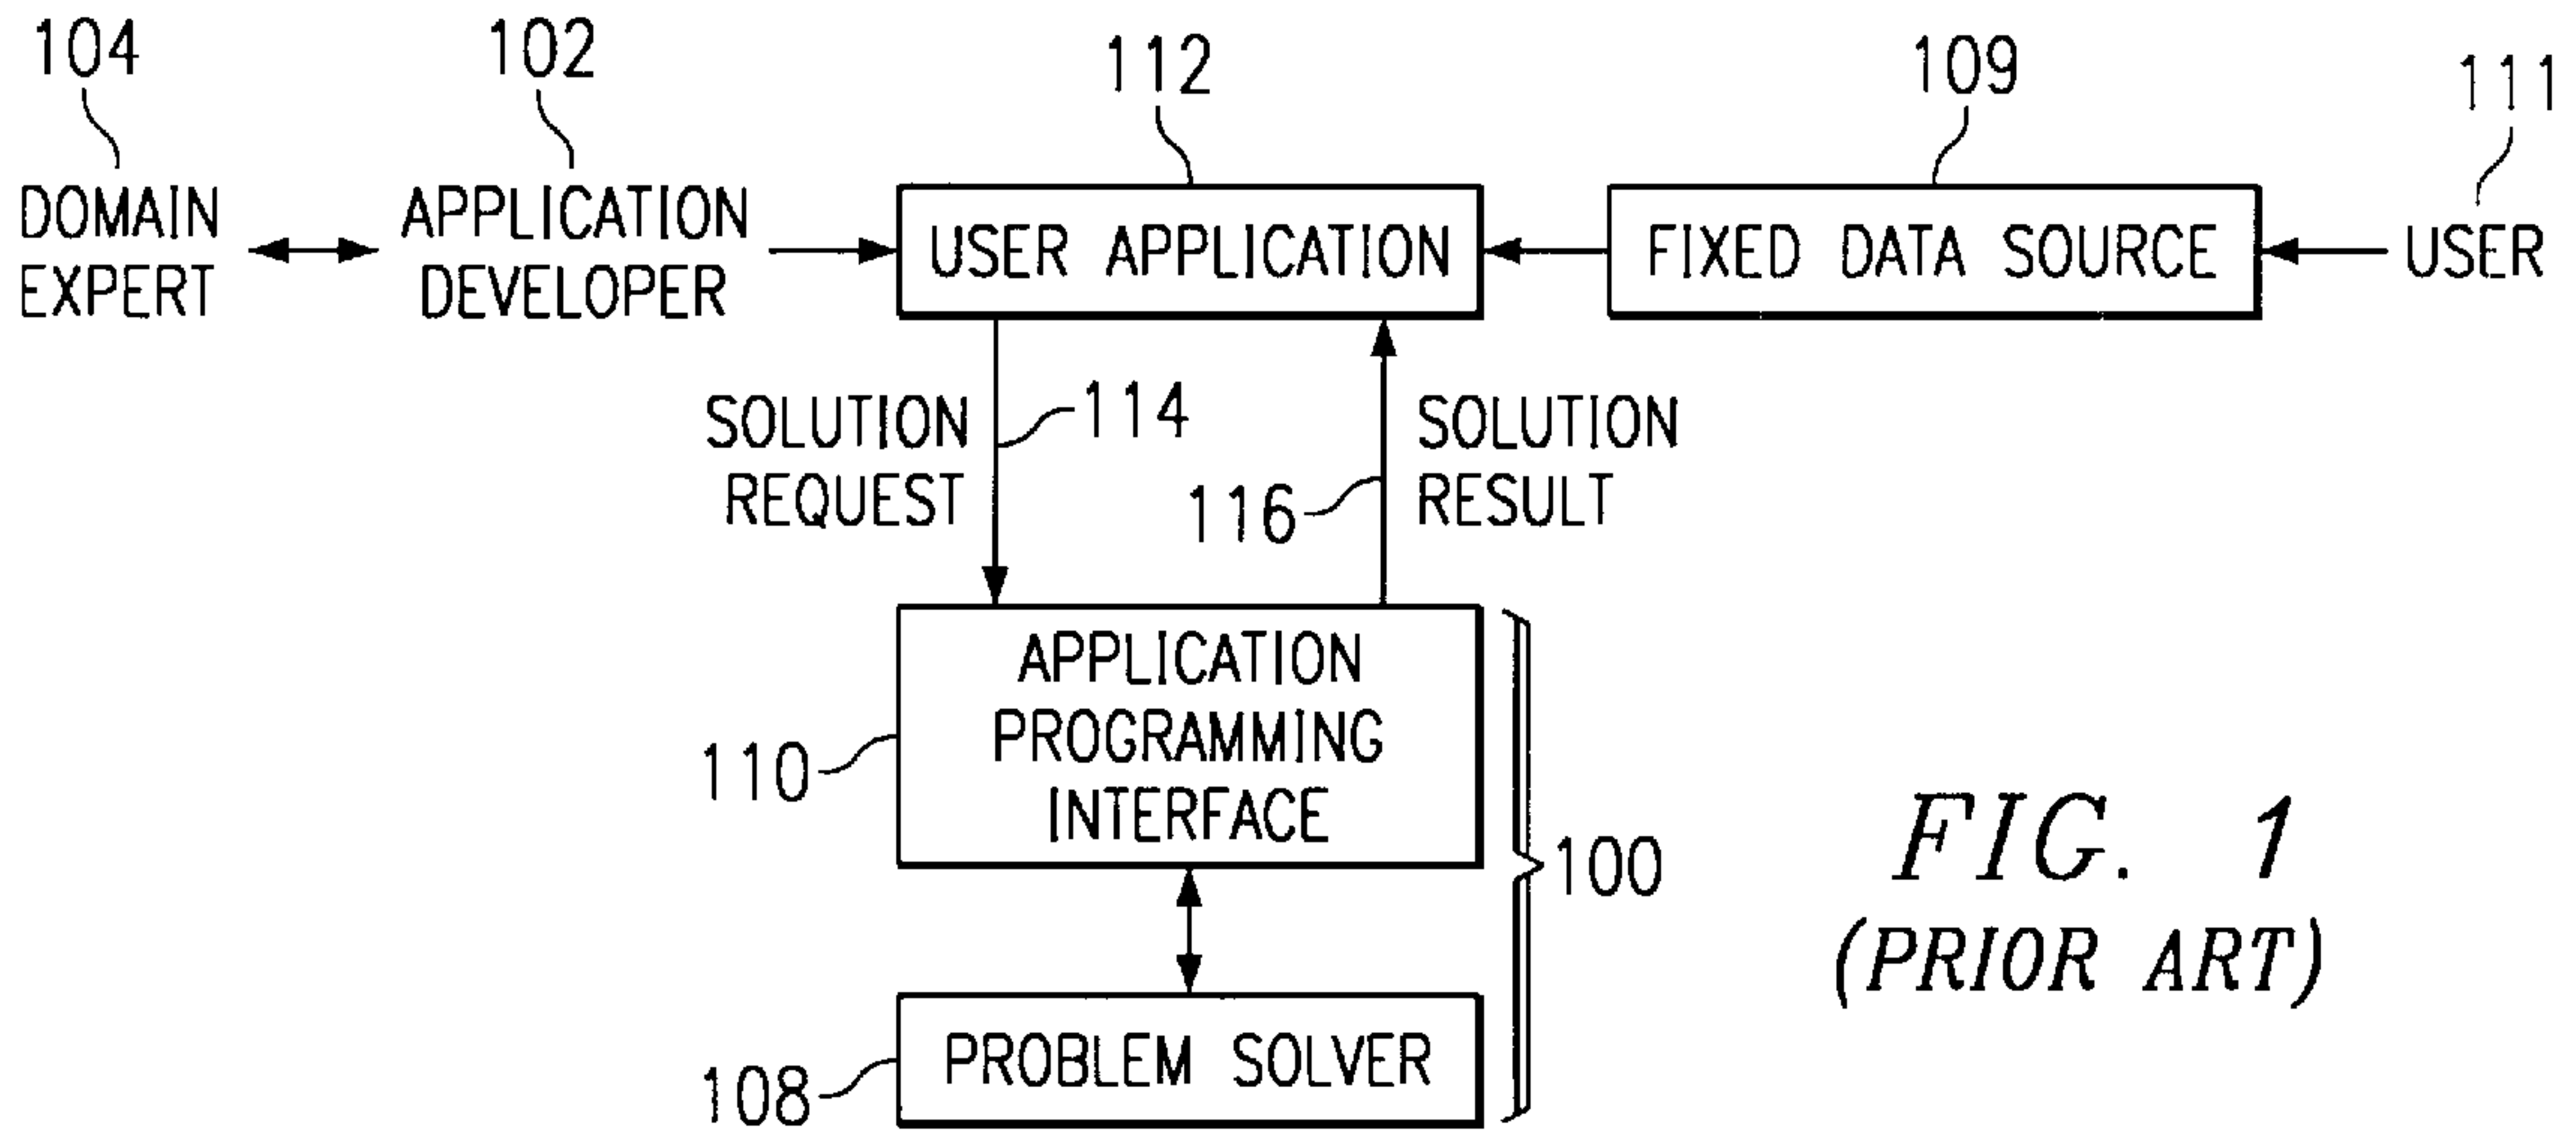 104
102
112
109
111
DOMAIN
EXPERT
APPLICATION
DEVELOPER
USER APPLICATION
FIXED DATA SOURCE
USER
SOLUTION
REQUEST
114
116
SOLUTION
RESULT
APPLICATION
PROGRAMMING
INTERFACE
110
100
PROBLEM SOLVER
108
FIG. 1
(PRIOR ART)